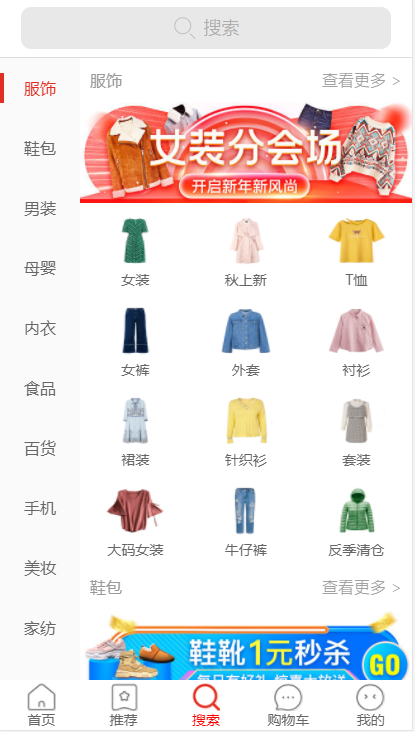 搜索
服饰
鞋包
男装
母婴
内衣
食品
百货
手机
美妆
家纺
服饰 查看更多 >
女装分会场
开启新年新风尚
女装 秋上新 T恤
女裤 外套 衬衫
裙装 针织衫 套装
大码女装 牛仔裤 反季清仓
鞋包 查看更多 >
鞋靴1元秒杀
GO
首页 推荐 搜索 购物车 我的